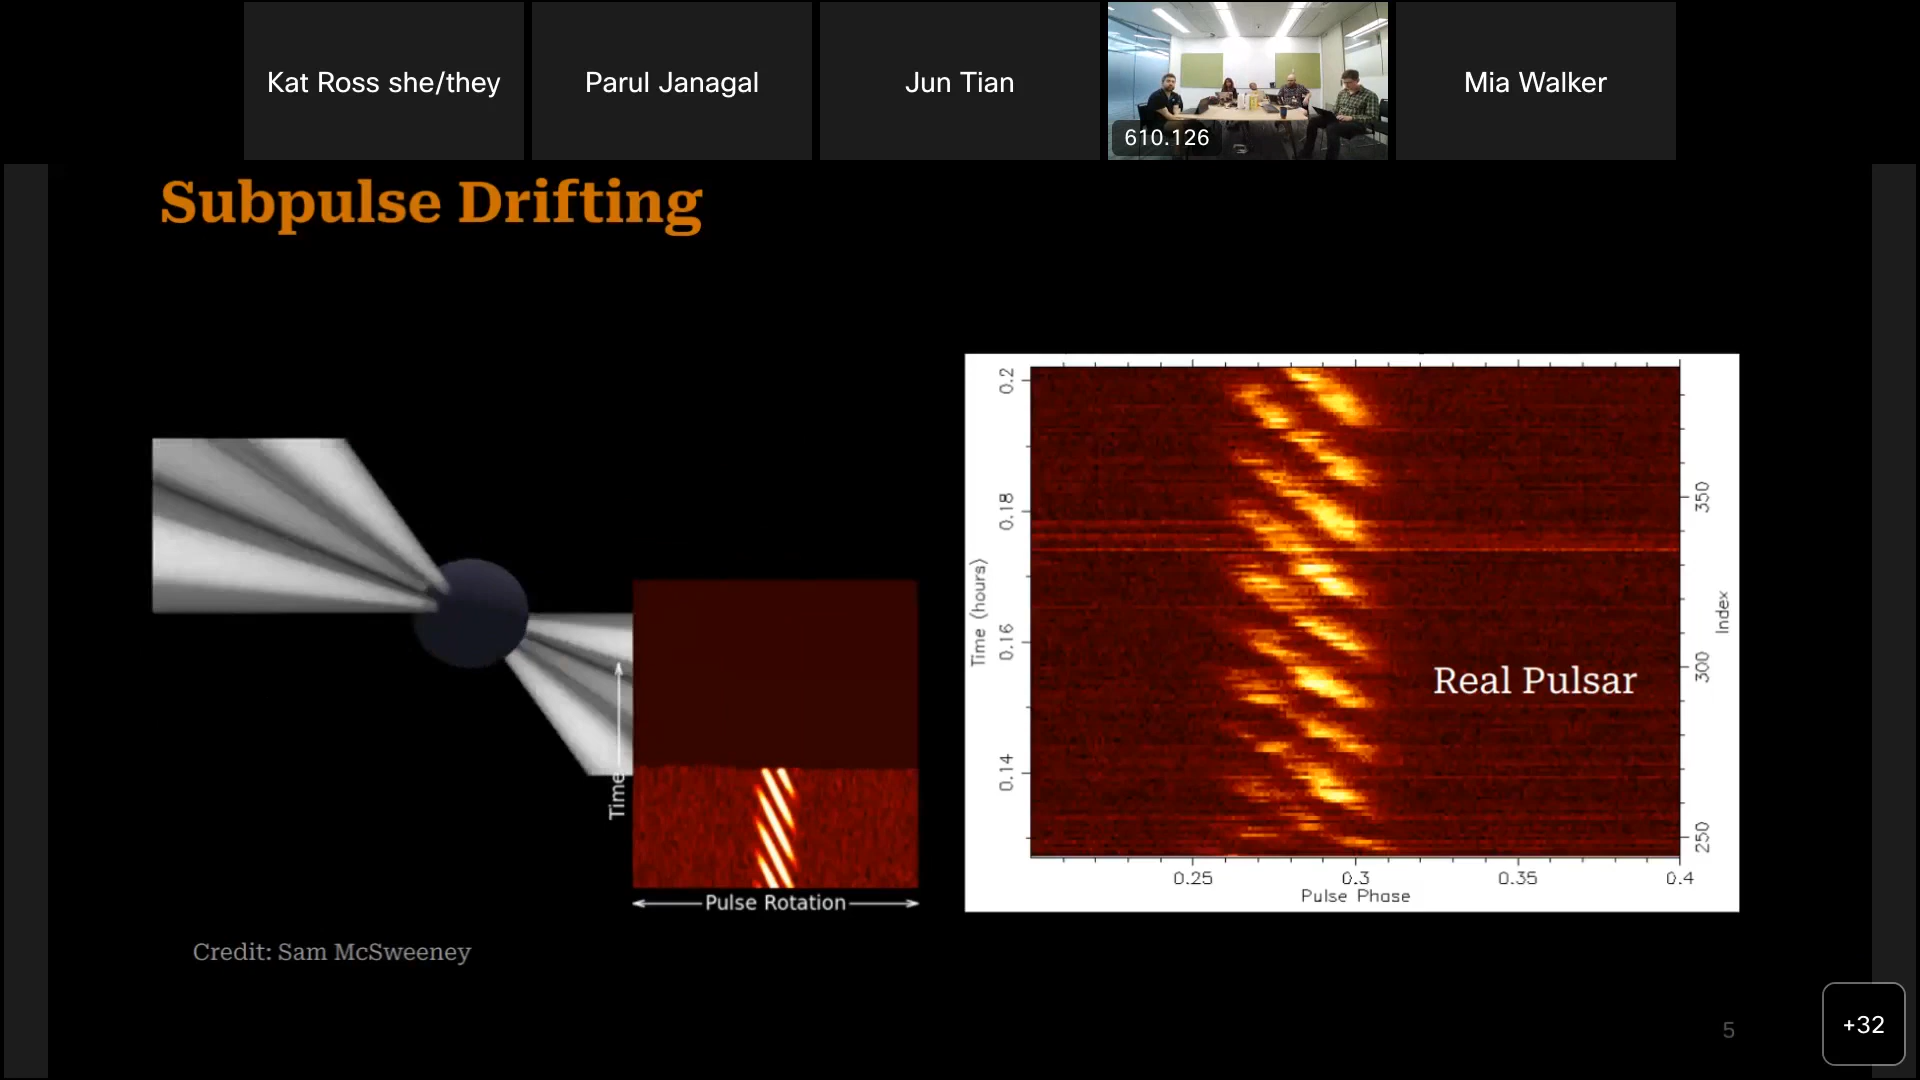 Kat Ross she/they
Parul Janagal
Jun Tian
610.126
Mia Walker
Subpulse Drifting
Time
Pulse Rotation
Credit: Sam McSweeney
Time (hours)
0.2
0.18
0.16
0.14
Real Pulsar
Index
350
300
250
0.25 0.3 0.35 0.4
Pulse Phase
5
+32